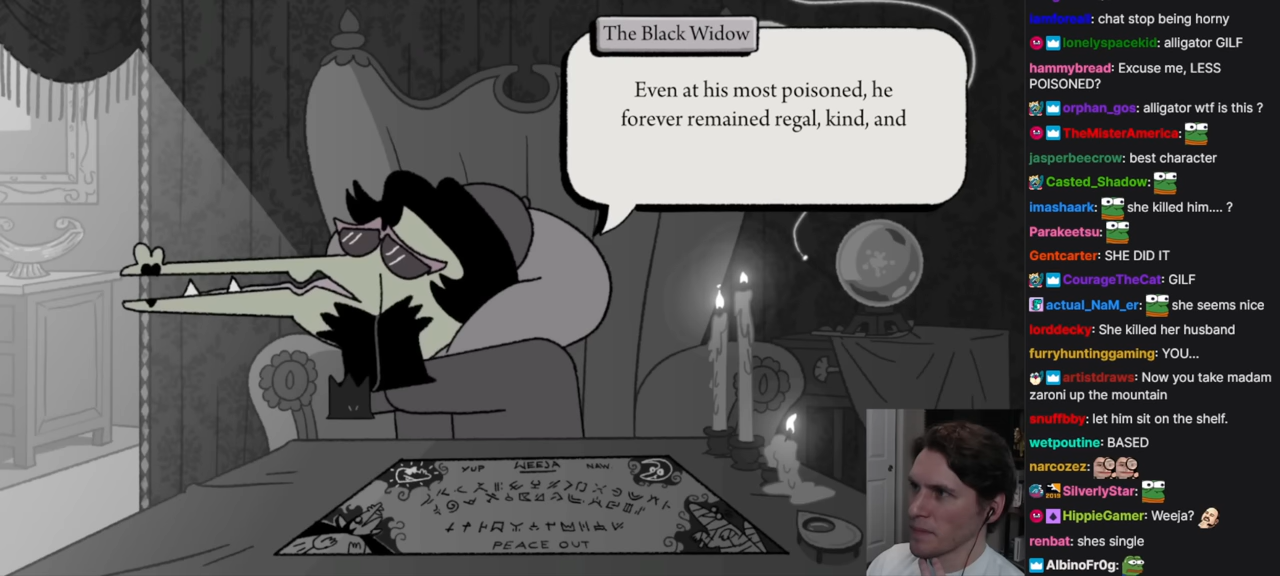 The Black Widow
Even at his most poisoned, he
forever remained regal, kind, and
YUP
WEEJA
NAW
PEACE OUT
iamforeall: chat stop being horny
lonelyspacekid: alligator GILF
hammybread: Excuse me, LESS
POISONED?
orphan_gos: alligator wtf is this ?
TheMisterAmerica:
jasperbeecrow: best character
Casted_Shadow:
imashaark: she killed him.... ?
Parakeetsu:
Gentcarter: SHE DID IT
CourageTheCat: GILF
actual_NaM_er: she seems nice
lorddecky: She killed her husband
furryhuntinggaming: YOU...
artistdraws: Now you take madam
zaroni up the mountain
snuffbby: let him sit on the shelf.
wetpoutine: BASED
narcozez:
2019 SilverlyStar:
HippieGamer: Weeja?
renbat: shes single
AlbinoFr0g: